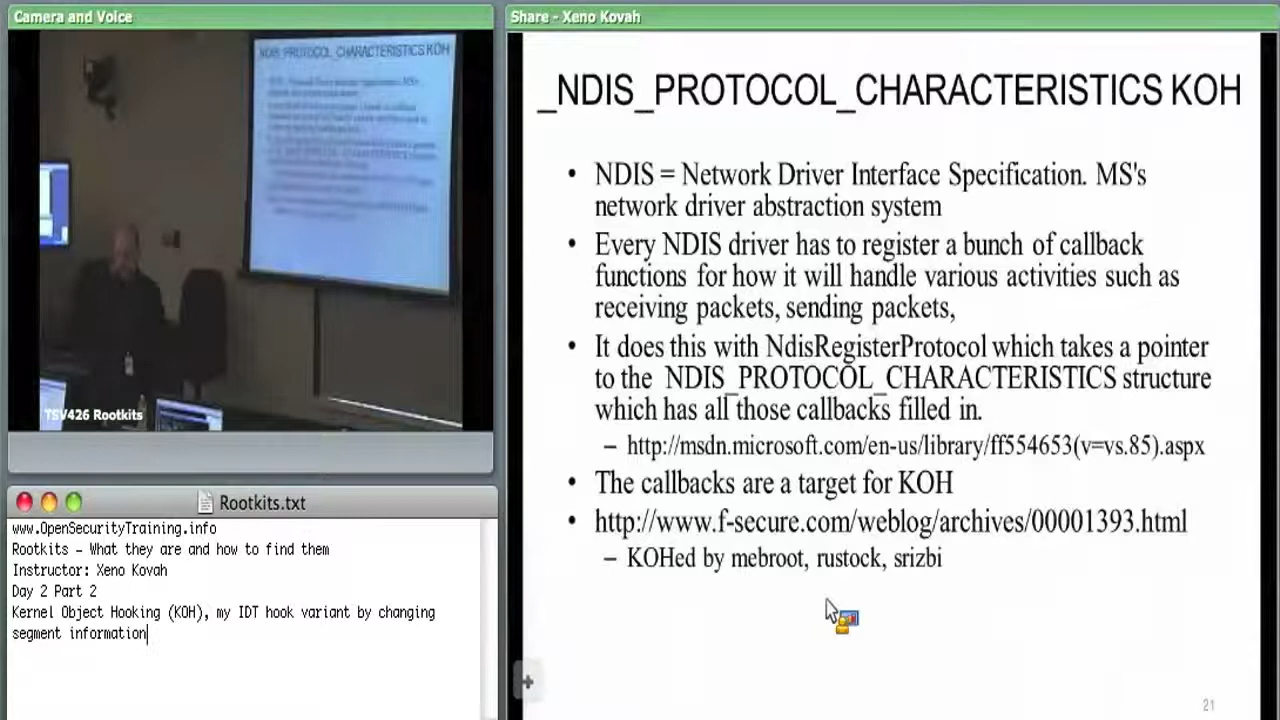 Camera and Voice
NDIS_PROTOCOL_CHARACTERISTICS KOH
TSV426 Rootkits
Rootkits.txt
www.OpenSecurityTraining.info
Rootkits – What they are and how to find them
Instructor: Xeno Kovah
Day 2 Part 2
Kernel Object Hooking (KOH), my IDT hook variant by changing
segment information
Share - Xeno Kovah
_NDIS_PROTOCOL_CHARACTERISTICS KOH
• NDIS = Network Driver Interface Specification. MS's
network driver abstraction system
• Every NDIS driver has to register a bunch of callback
functions for how it will handle various activities such as
receiving packets, sending packets,
• It does this with NdisRegisterProtocol which takes a pointer
to the NDIS_PROTOCOL_CHARACTERISTICS structure
which has all those callbacks filled in.
– http://msdn.microsoft.com/en-us/library/ff554653(v=vs.85).aspx
• The callbacks are a target for KOH
• http://www.f-secure.com/weblog/archives/00001393.html
– KOHed by mebroot, rustock, srizbi
21